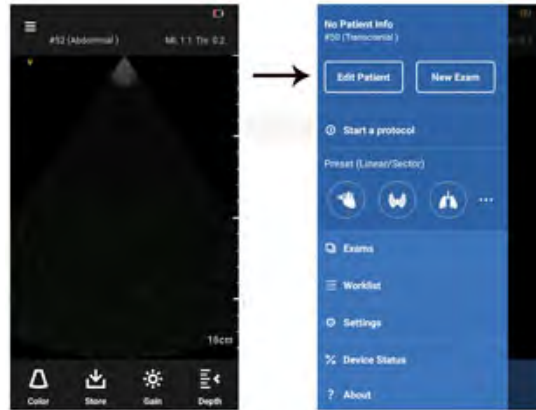 #52 (Abdominal )
MI: 1.1 TIs: 0.2
18cm
Color
Store
Gain
Depth
No Patient Info
#50 (Transcranial )
Edit Patient
New Exam
Start a protocol
Preset (Linear/Sector)
Exams
Worklist
Settings
Device Status
? About